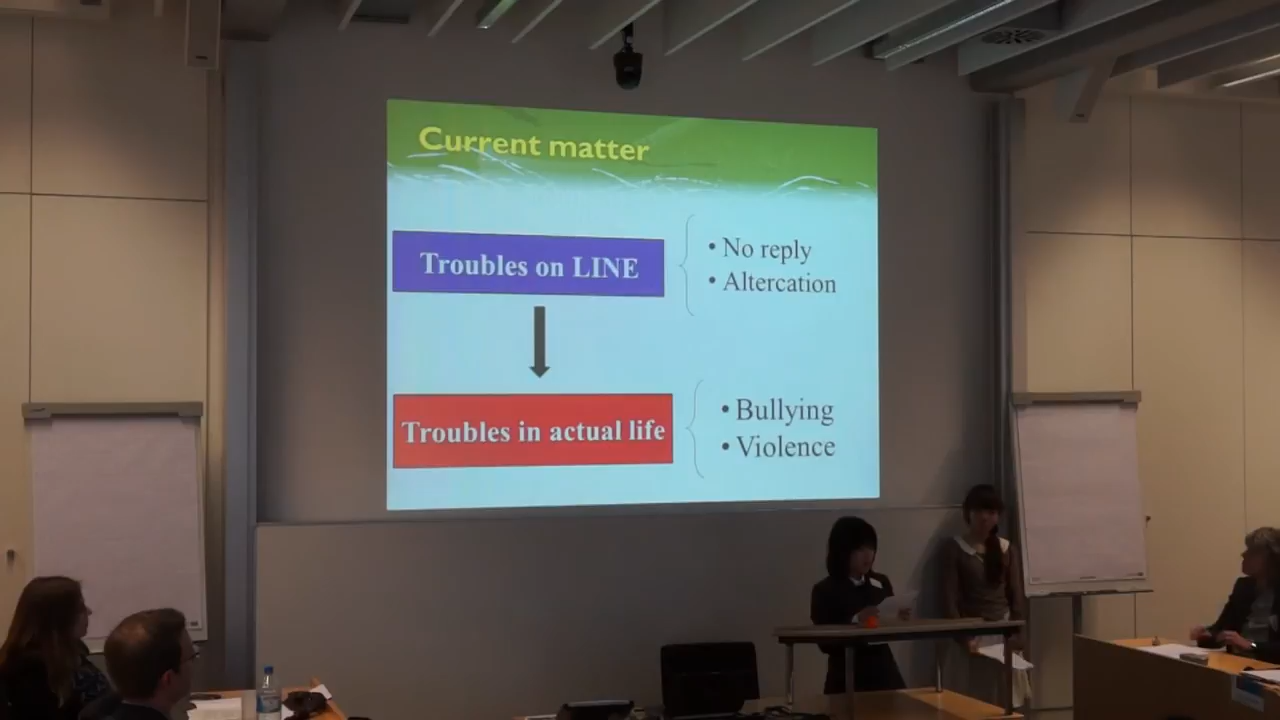 Current matter
Troubles on LINE
• No reply
• Altercation
Troubles in actual life
• Bullying
• Violence